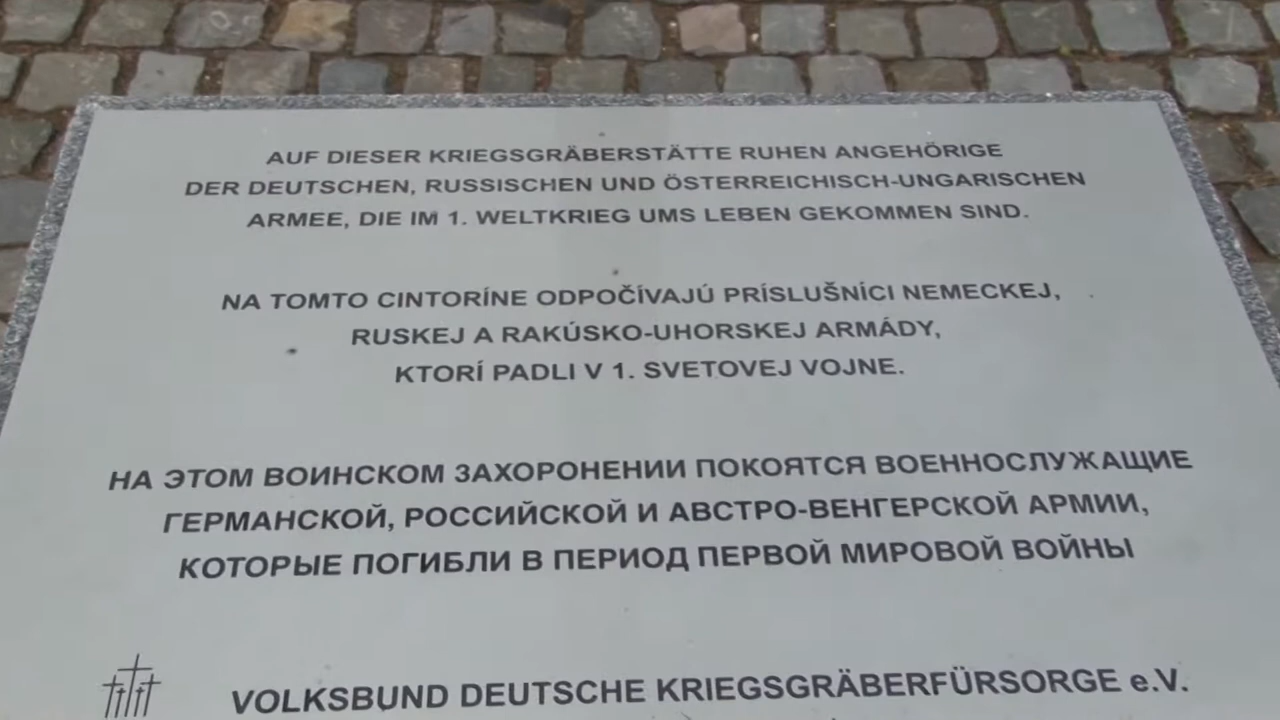 AUF DIESER KRIEGSGRÄBERSTÄTTE RUHEN ANGEHÖRIGE
DER DEUTSCHEN, RUSSISCHEN UND ÖSTERREICHISCH-UNGARISCHEN
ARMEE, DIE IM 1. WELTKRIEG UMS LEBEN GEKOMMEN SIND.
NA TOMTO CINTORÍNE ODPOČÍVAJÚ PRÍSLUŠNÍCI NEMECKEJ,
RUSKEJ A RAKÚSKO-UHORSKEJ ARMÁDY,
KTORÍ PADLI V 1. SVETOVEJ VOJNE.
НА ЭТОМ ВОИНСКОМ ЗАХОРОНЕНИИ ПОКОЯТСЯ ВОЕННОСЛУЖАЩИЕ
ГЕРМАНСКОЙ, РОССИЙСКОЙ И АВСТРО-ВЕНГЕРСКОЙ АРМИИ,
КОТОРЫЕ ПОГИБЛИ В ПЕРИОД ПЕРВОЙ МИРОВОЙ ВОЙНЫ
VOLKSBUND DEUTSCHE KRIEGSGRÄBERFÜRSORGE e.V.